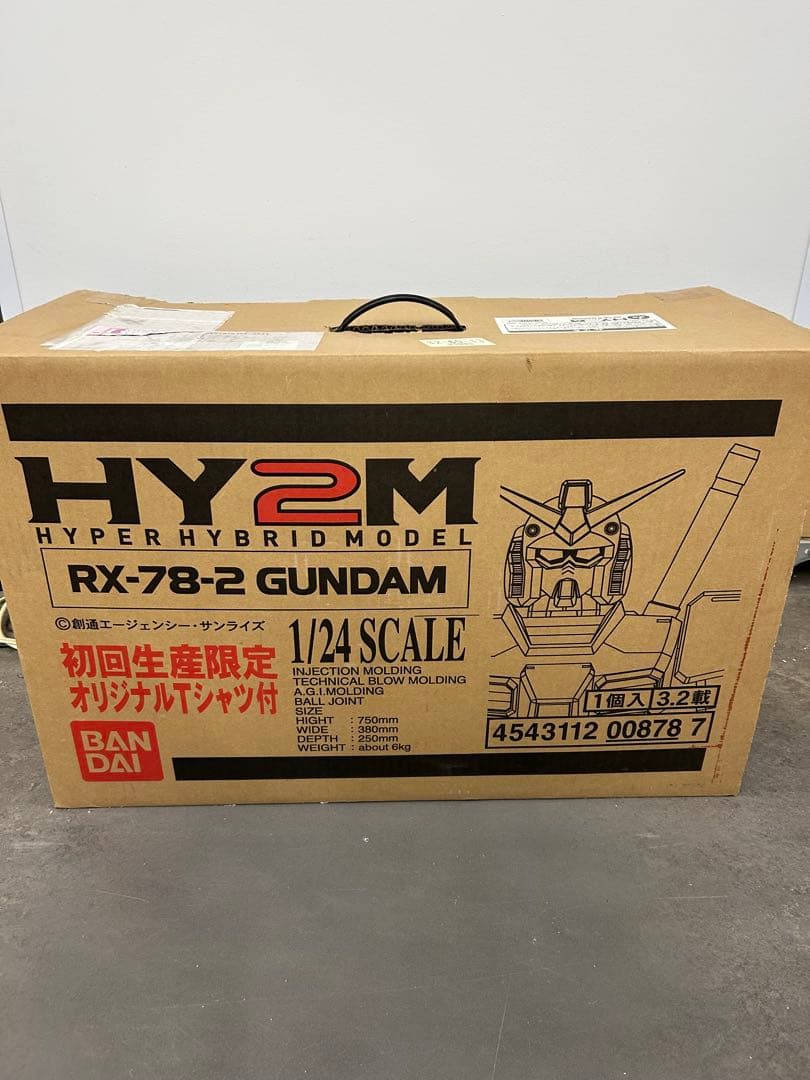 HY2M
HYPER HYBRID MODEL
RX-78-2 GUNDAM
©創通エージェンシー・サンライズ
初回生産限定
オリジナルTシャツ付
BAN
DAI
1/24 SCALE
INJECTION MOLDING
TECHNICAL BLOW MOLDING
A.G.I.MOLDING
BALL JOINT
SIZE
HIGHT : 750mm
WIDE : 380mm
DEPTH : 250mm
WEIGHT : about 6kg
1個入 3.2載
4543112 00878 7